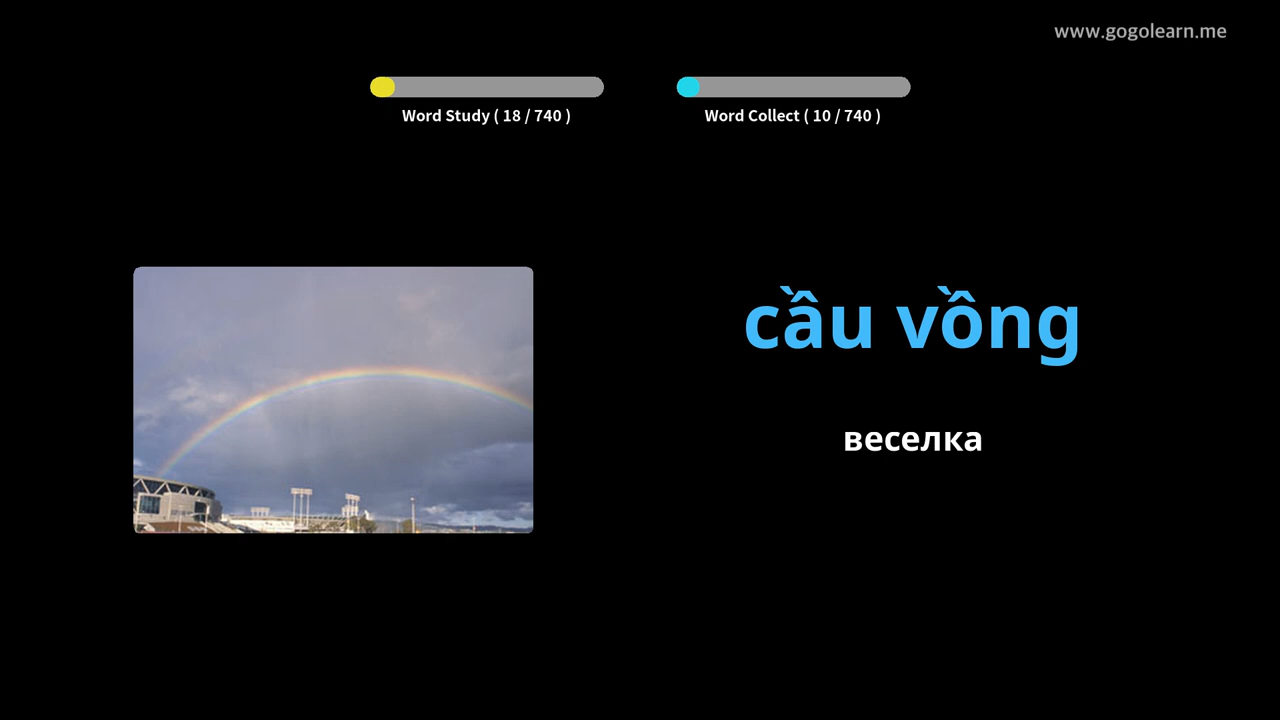 www.gogolearn.me
Word Study ( 18 / 740 )
Word Collect ( 10 / 740 )
cầu vồng
веселка